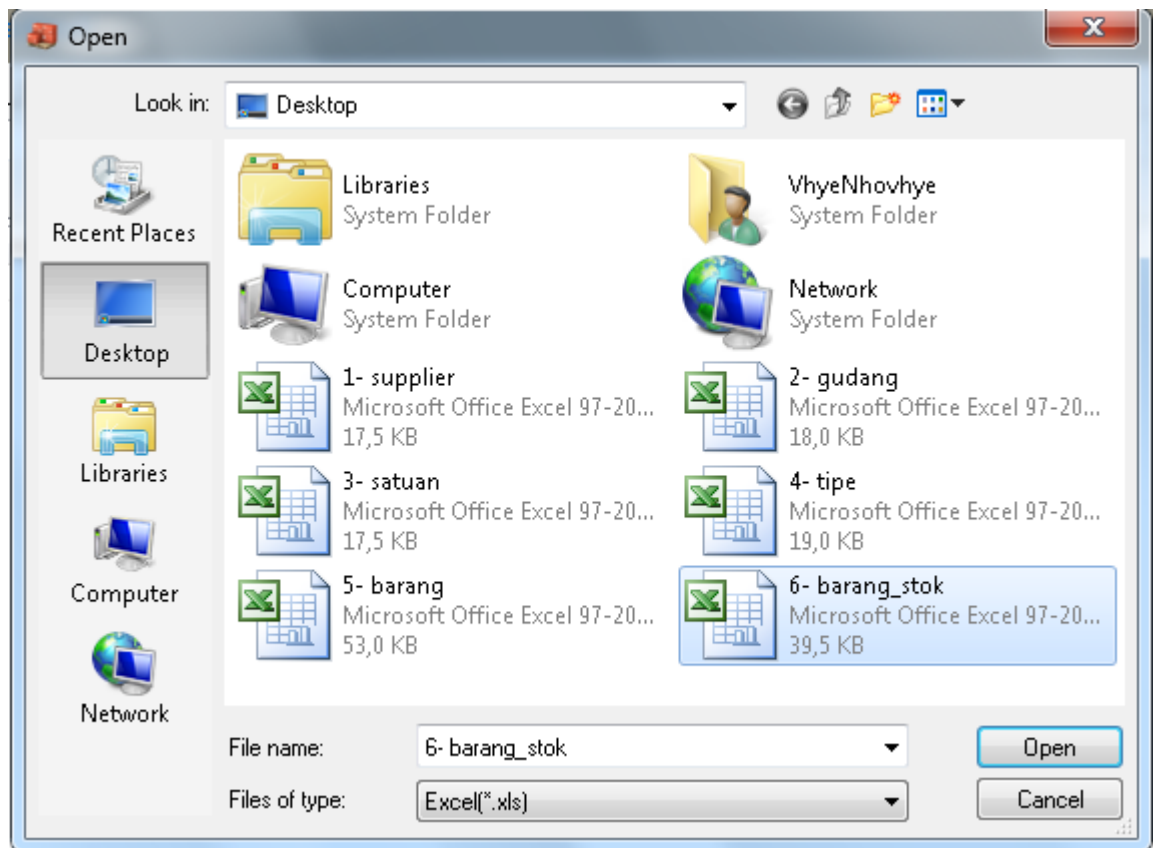 Open
Look in:
Desktop
Recent Places
Desktop
Libraries
Computer
Network
Libraries
System Folder
VhyeNhovhye
System Folder
Computer
System Folder
Network
System Folder
1- supplier
Microsoft Office Excel 97-20...
17,5 KB
2- gudang
Microsoft Office Excel 97-20...
18,0 KB
3- satuan
Microsoft Office Excel 97-20...
17,5 KB
4- tipe
Microsoft Office Excel 97-20...
19,0 KB
5- barang
Microsoft Office Excel 97-20...
53,0 KB
6- barang_stok
Microsoft Office Excel 97-20...
39,5 KB
File name:
6- barang_stok
Open
Files of type:
Excel(*.xls)
Cancel